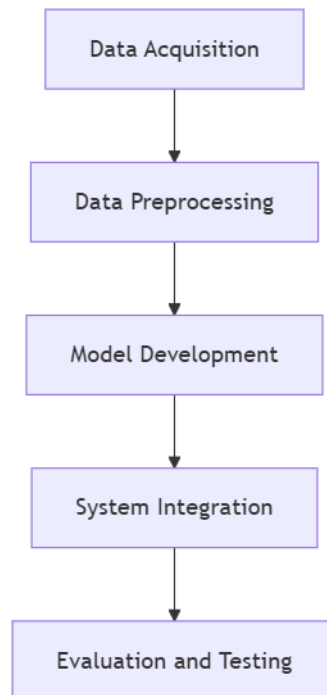 Data Acquisition
Data Preprocessing
Model Development
System Integration
Evaluation and Testing